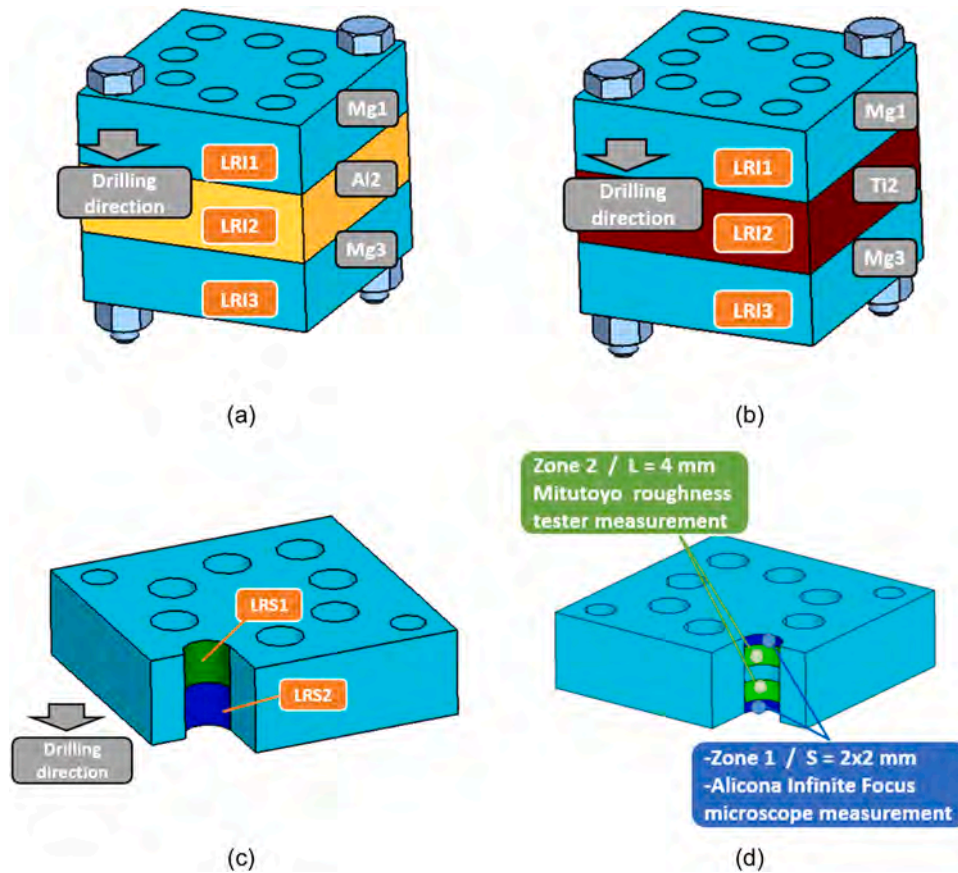 Mg1
LRI1
Drilling
direction
Al2
LRI2
Mg3
LRI3
(a)
Mg1
LRI1
Drilling
direction
Ti2
LRI2
Mg3
LRI3
(b)
LRS1
LRS2
Drilling
direction
(c)
Zone 2 / L = 4 mm
Mitutoyo roughness
tester measurement
-Zone 1 / S = 2x2 mm
-Alicona Infinite Focus
microscope measurement
(d)